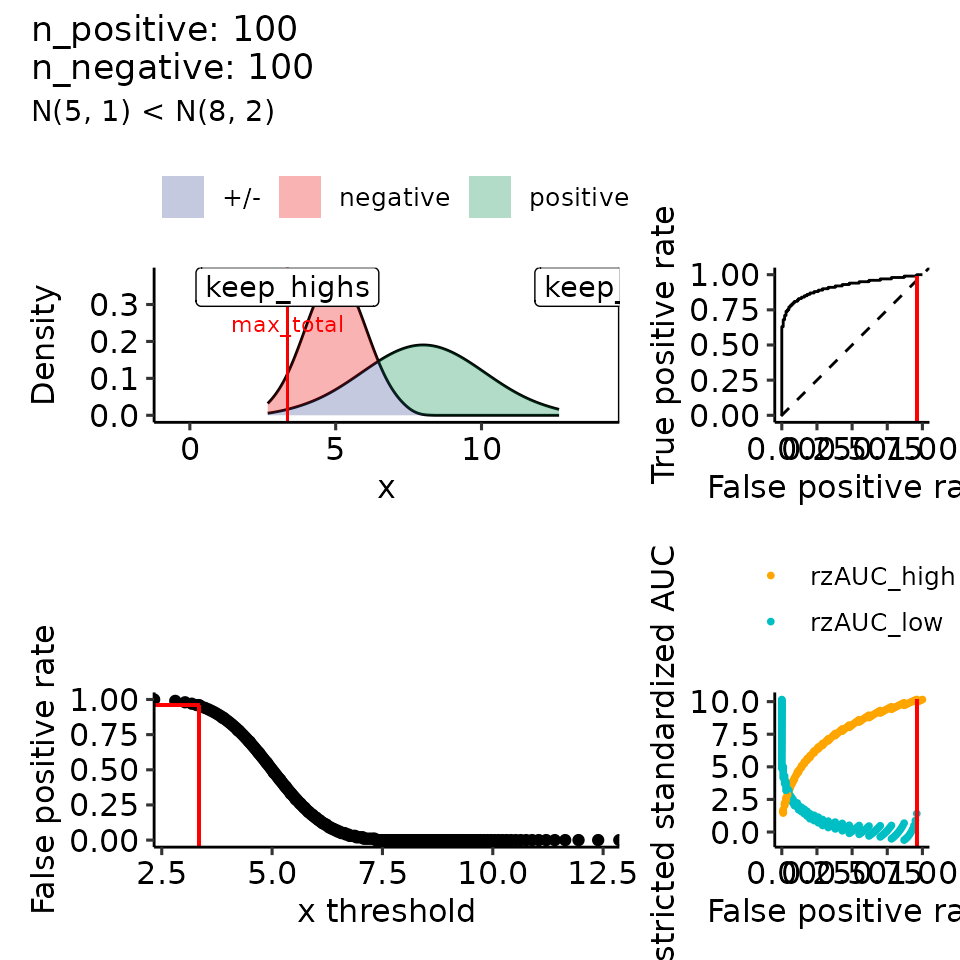 n_positive: 100
n_negative: 100
N(5, 1) < N(8, 2)
+/- negative positive
Density
0.3
0.2
0.1
0.0
keep_highs
keep_
max_total
0 5 10
x
True positive rate
1.00
0.75
0.50
0.25
0.00
False positive ra
False positive rate
1.00
0.75
0.50
0.25
0.00
2.5 5.0 7.5 10.0 12.5
x threshold
rzAUC_high
rzAUC_low
stricted standardized AUC
10.0
7.5
5.0
2.5
0.0
False positive ra